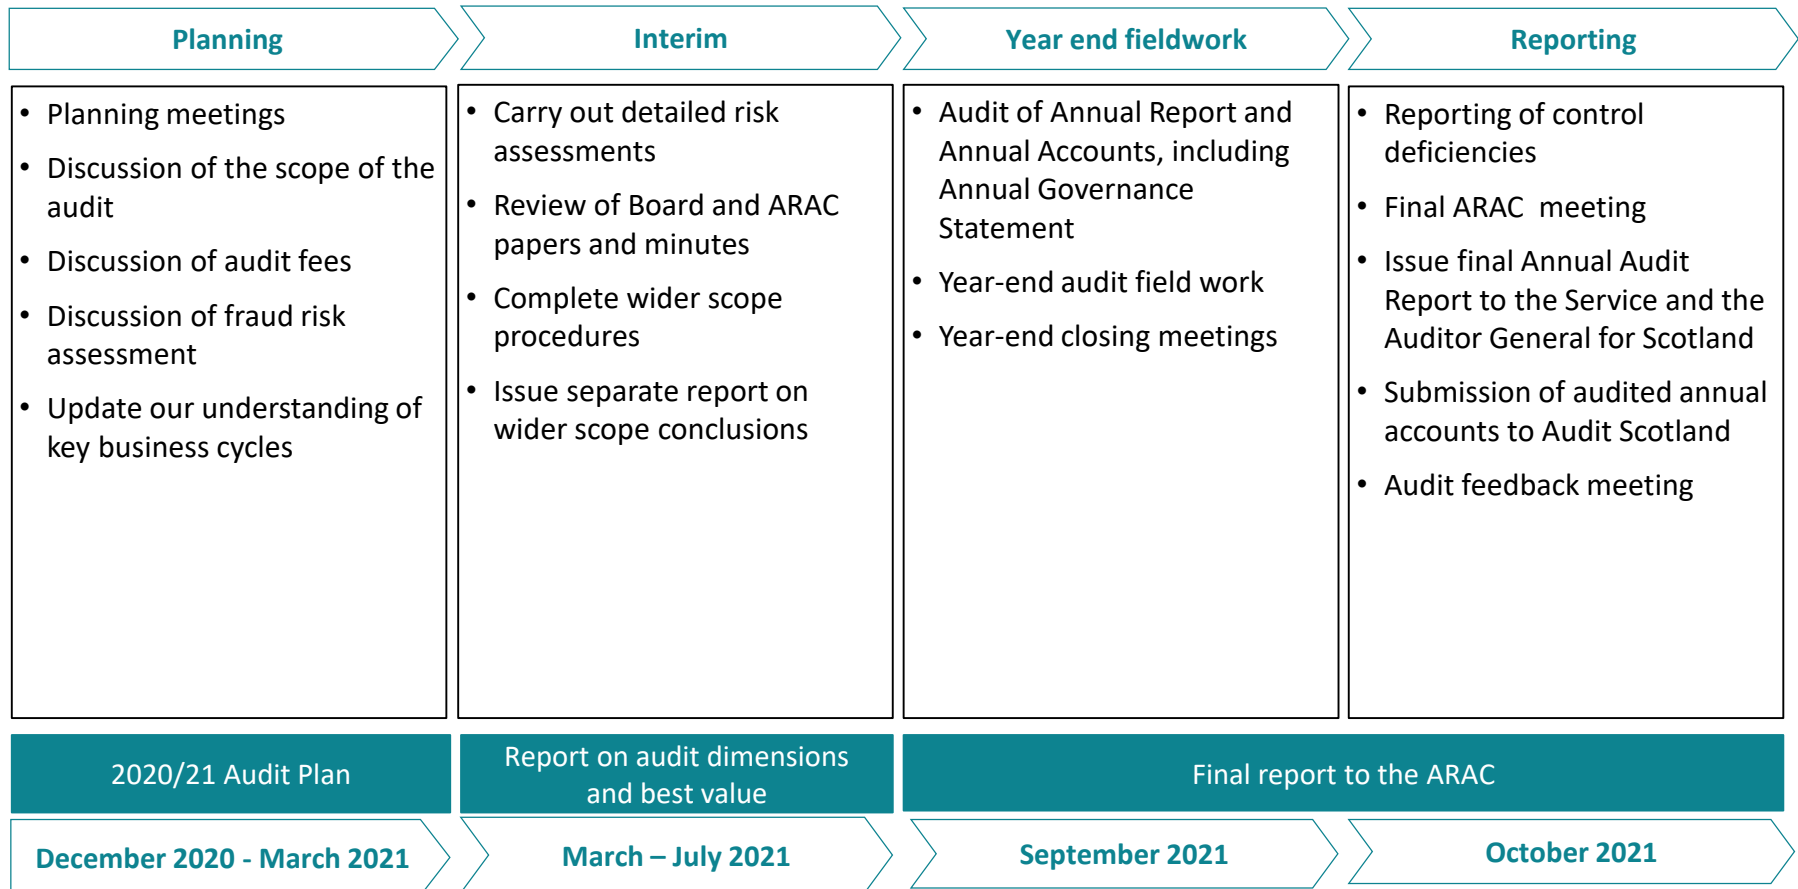 Planning
Interim
Year end fieldwork
Reporting
• Planning meetings
• Discussion of the scope of the
audit
• Discussion of audit fees
• Discussion of fraud risk
assessment
• Update our understanding of
key business cycles
• Carry out detailed risk
assessments
• Review of Board and ARAC
papers and minutes
• Complete wider scope
procedures
• Issue separate report on
wider scope conclusions
• Audit of Annual Report and
Annual Accounts, including
Annual Governance
Statement
• Year-end audit field work
• Year-end closing meetings
• Reporting of control
deficiencies
• Final ARAC  meeting
• Issue final Annual Audit
Report to the Service and the
Auditor General for Scotland
• Submission of audited annual
accounts to Audit Scotland
• Audit feedback meeting
2020/21 Audit Plan
Report on audit dimensions
and best value
Final report to the ARAC
December 2020 - March 2021
March – July 2021
September 2021
October 2021